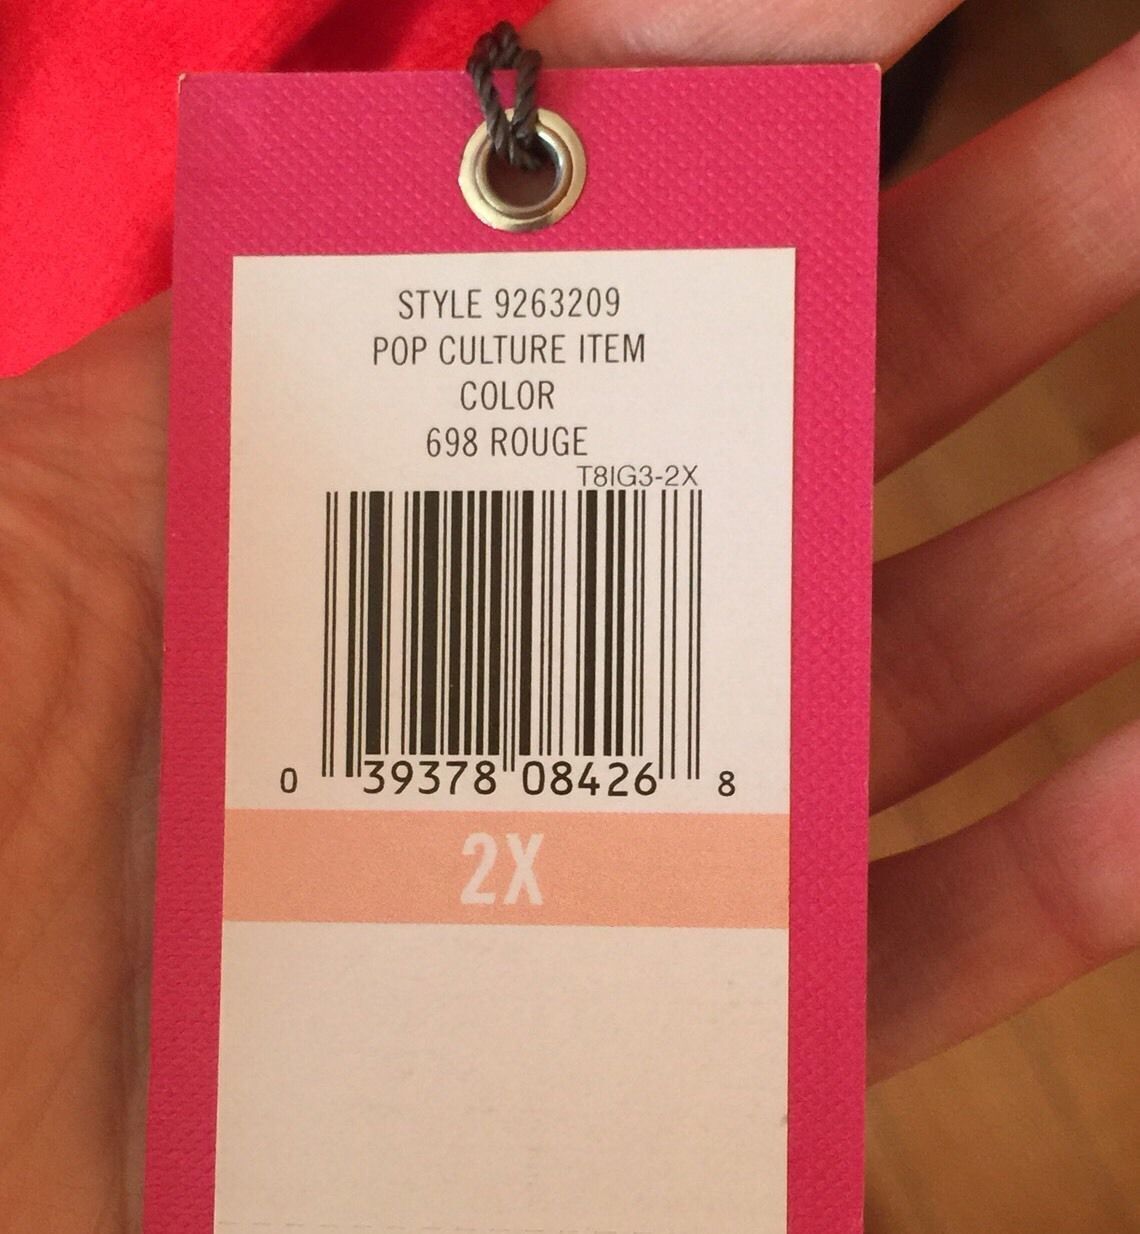 STYLE 9263209
POP CULTURE ITEM
COLOR
698 ROUGE
T8IG3-2X
0 39378 08426 8
2X